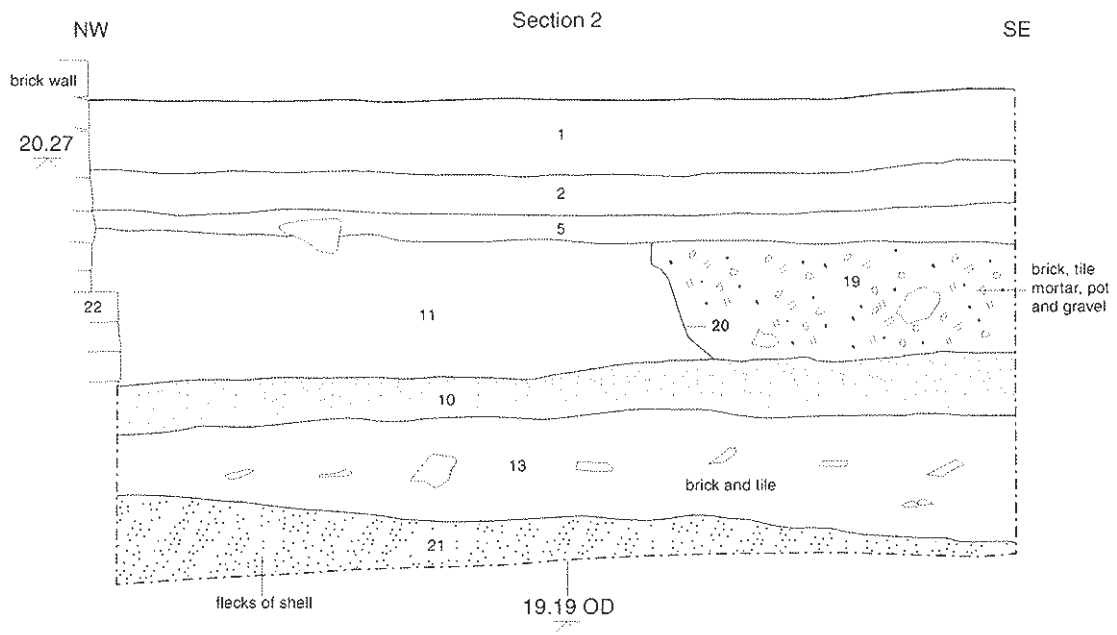 Section 2
NW
SE
brick wall
20.27
1
2
5
19
brick, tile
mortar, pot
and gravel
22
11
20
10
13
brick and tile
21
flecks of shell
19.19 OD